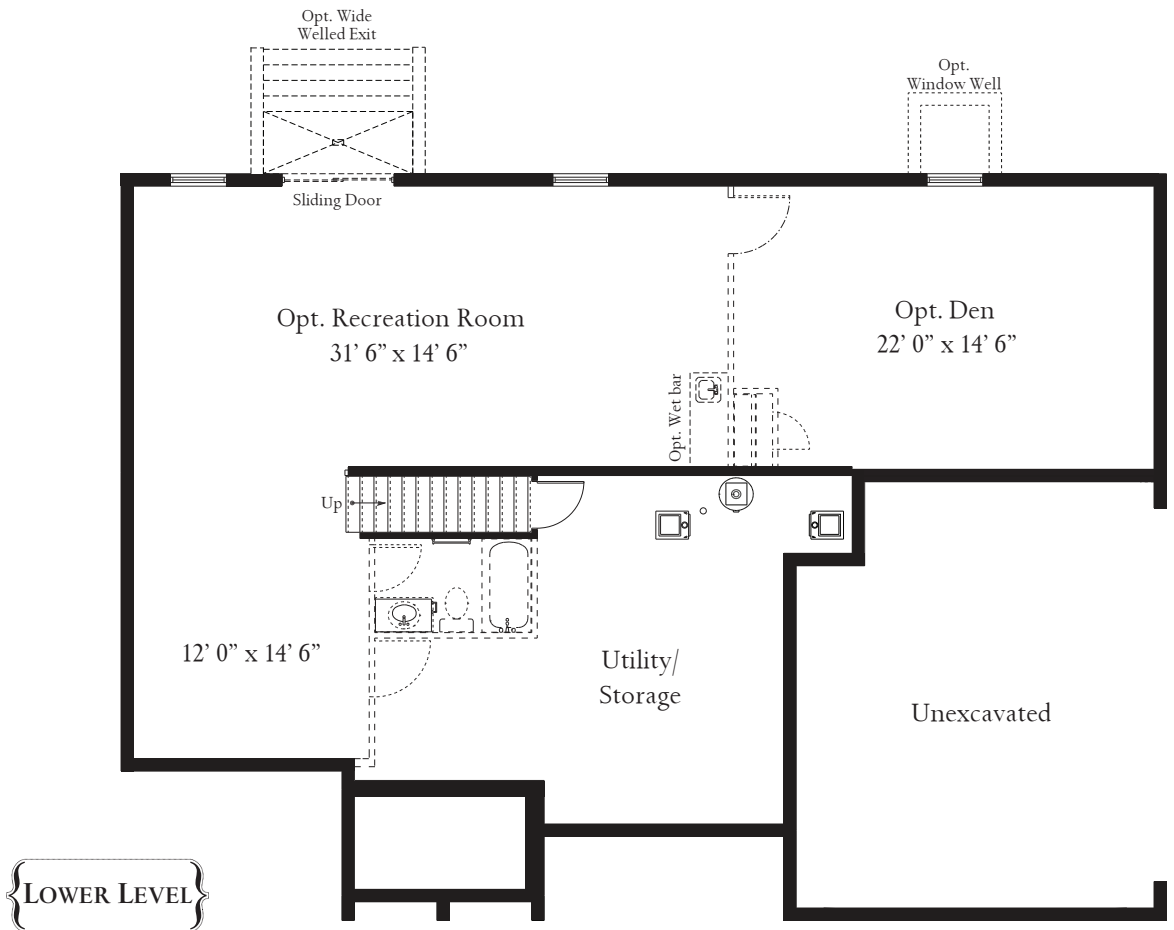 Opt. Wide
Welled Exit
Opt.
Window Well
Sliding Door
Opt. Recreation Room
31’ 6” x 14’ 6”
Opt. Den
22’ 0” x 14’ 6”
Opt. Wet bar
Up
12’ 0” x 14’ 6”
Utility/
Storage
Unexcavated
{LOWER LEVEL}